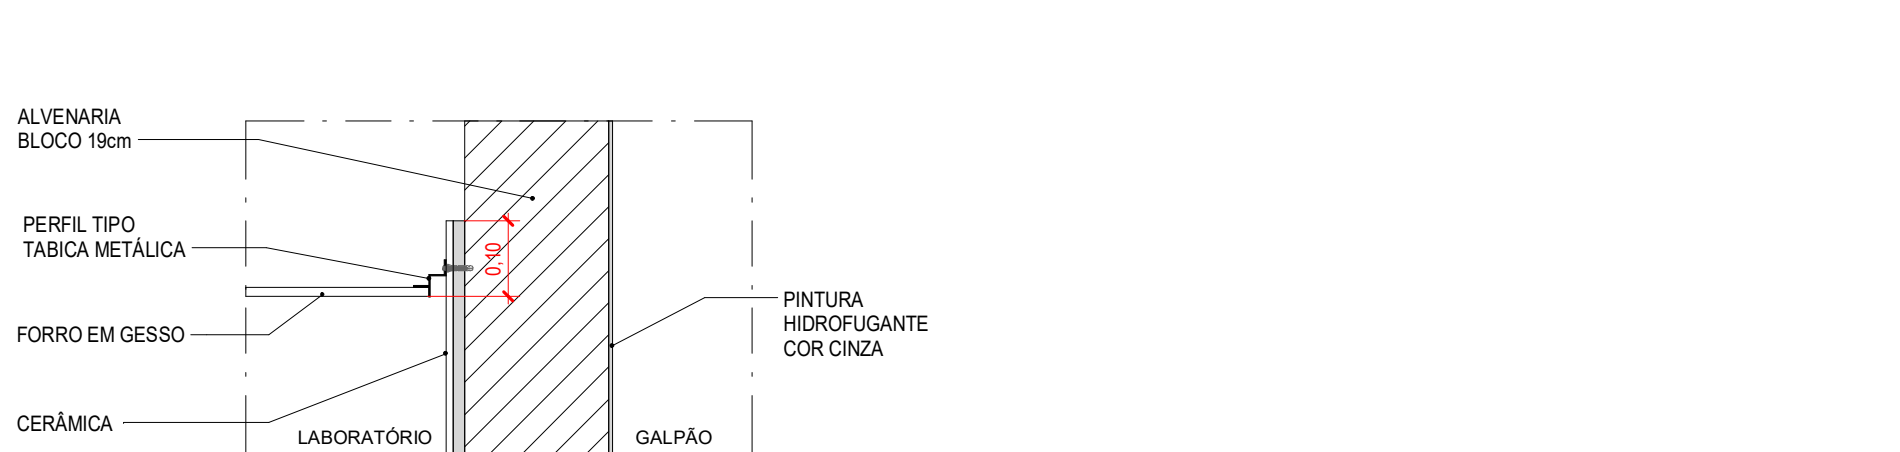 ALVENARIA
BLOCO 19cm
PERFIL TIPO
TABICA METÁLICA
0,10
FORRO EM GESSO
PINTURA
HIDROFUGANTE
COR CINZA
CERÂMICA
LABORATÓRIO
GALPÃO